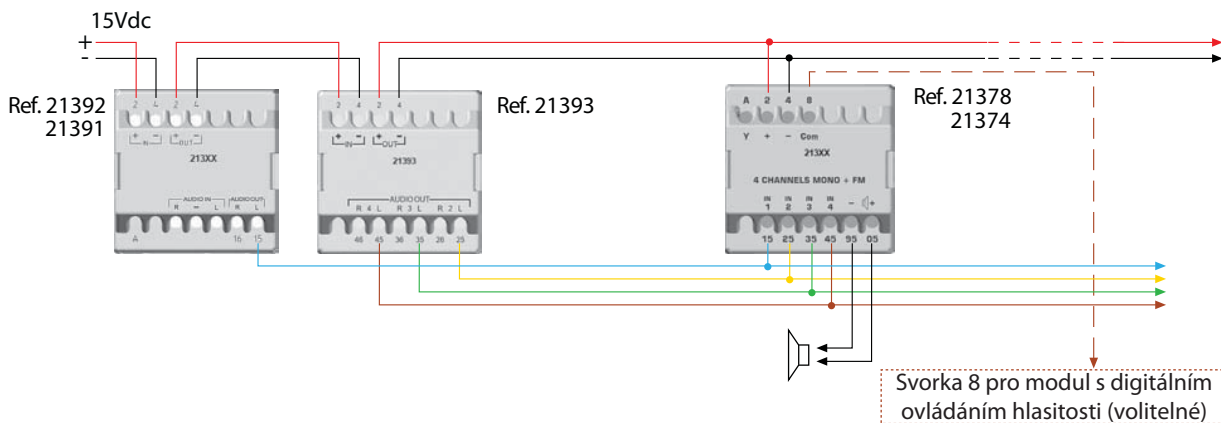 15Vdc
+
-
Ref. 21392
21391
2 4 2 4
+ - + -
IN OUT
213XX
AUDIO IN AUDIO OUT
R - L R L
A 16 15
2 4 2 4
+ - + -
IN OUT
21393
AUDIO OUT
R 4 L R 3 L R 2 L
46 45 36 35 26 25
Ref. 21393
A 2 4 8
Y + - Com
213XX
4 CHANNELS MONO + FM
IN IN IN IN
1 2 3 4 - +
15 25 35 45 95 05
Ref. 21378
21374
Svorka 8 pro modul s digitálním
ovládáním hlasitosti (volitelné)